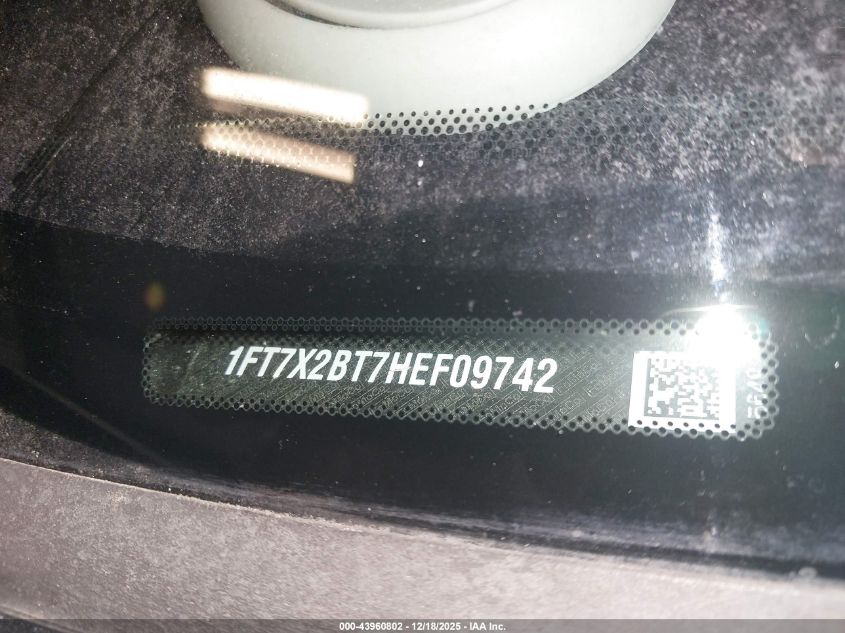 1FT7X2BT7HEF09742
000-43960802 - 12/18/2025 - IAA Inc.